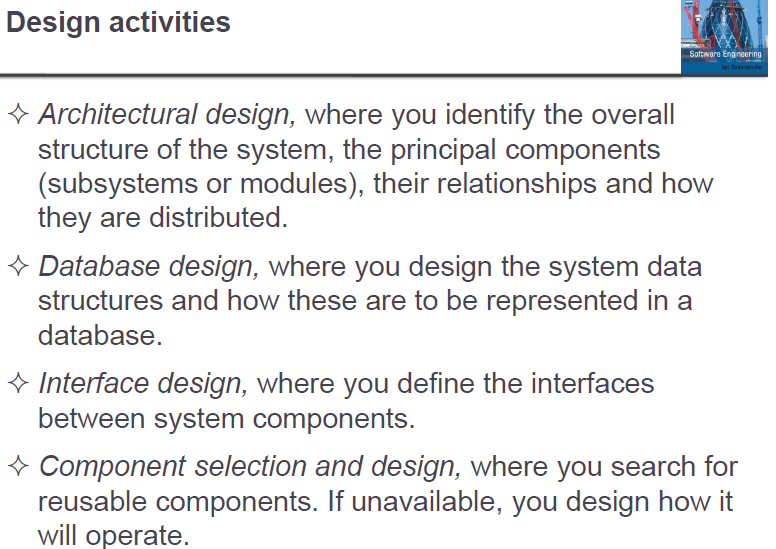 Design activities
Software Engineering
Ian Sommerville
✧ Architectural design, where you identify the overall
structure of the system, the principal components
(subsystems or modules), their relationships and how
they are distributed.
✧ Database design, where you design the system data
structures and how these are to be represented in a
database.
✧ Interface design, where you define the interfaces
between system components.
✧ Component selection and design, where you search for
reusable components. If unavailable, you design how it
will operate.